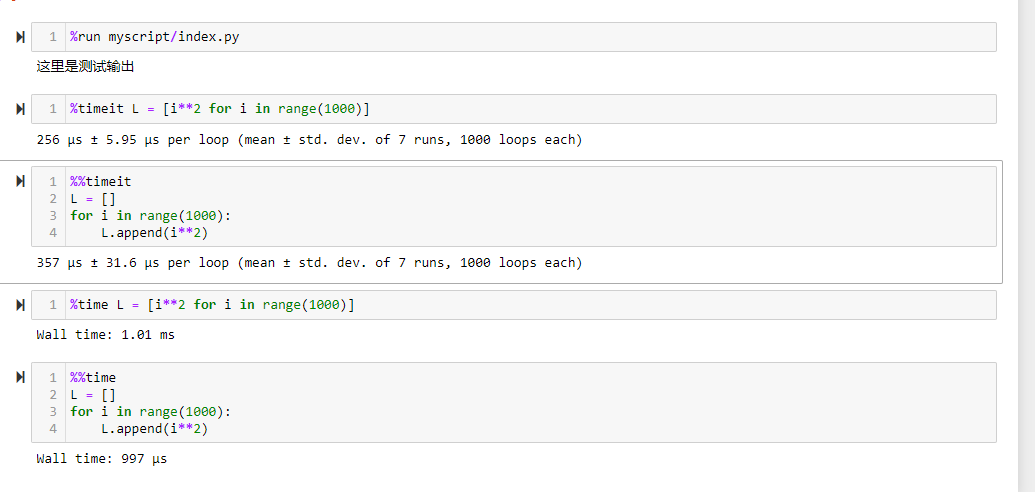 1 %run myscript/index.py
这里是测试输出
1 %timeit L = [i**2 for i in range(1000)]
256 µs ± 5.95 µs per loop (mean ± std. dev. of 7 runs, 1000 loops each)
1 %%timeit
2 L = []
3 for i in range(1000):
4     L.append(i**2)
357 µs ± 31.6 µs per loop (mean ± std. dev. of 7 runs, 1000 loops each)
1 %time L = [i**2 for i in range(1000)]
Wall time: 1.01 ms
1 %%time
2 L = []
3 for i in range(1000):
4     L.append(i**2)
Wall time: 997 µs